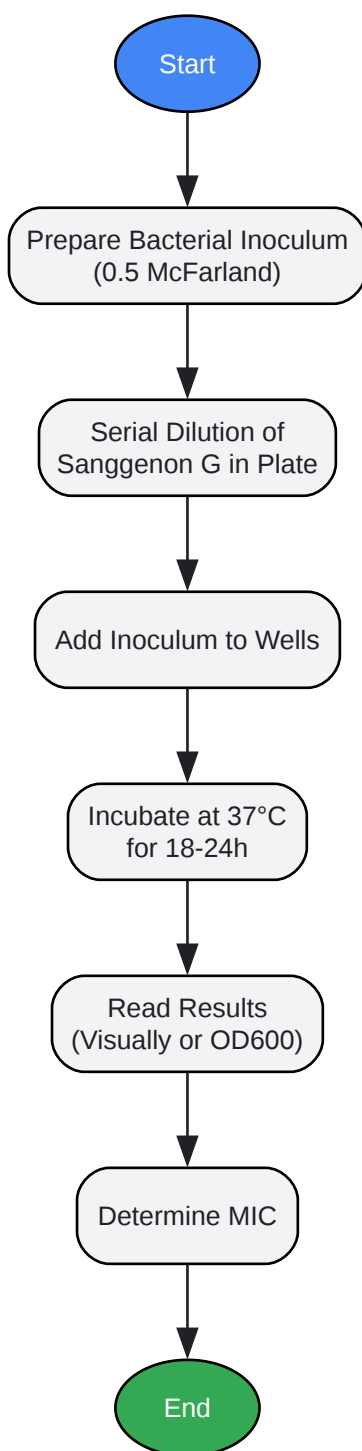 Start
Prepare Bacterial Inoculum
(0.5 McFarland)
Serial Dilution of
Sanggenon G in Plate
Add Inoculum to Wells
Incubate at 37°C
for 18-24h
Read Results
(Visually or OD600)
Determine MIC
End